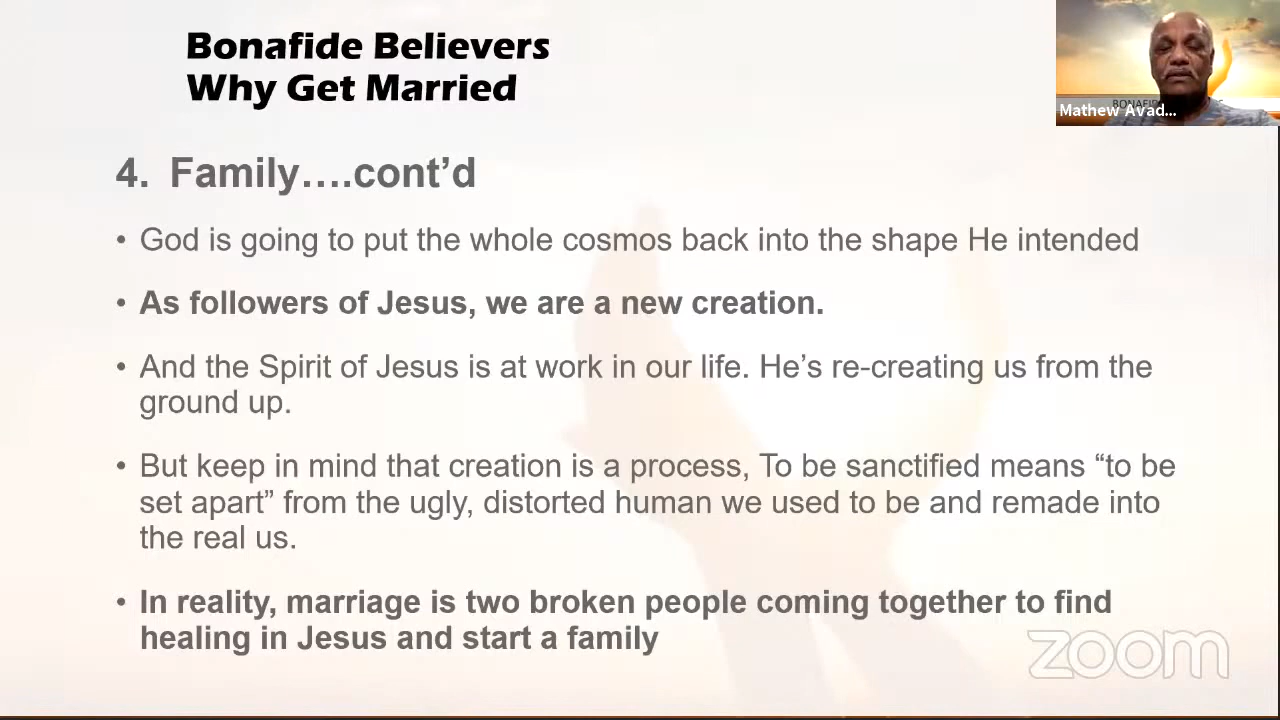 Bonafide Believers
Why Get Married
Mathew Avad...
4. Family….cont’d
• God is going to put the whole cosmos back into the shape He intended
• As followers of Jesus, we are a new creation.
• And the Spirit of Jesus is at work in our life. He’s re-creating us from the
ground up.
• But keep in mind that creation is a process, To be sanctified means “to be
set apart” from the ugly, distorted human we used to be and remade into
the real us.
• In reality, marriage is two broken people coming together to find
healing in Jesus and start a family
zoom